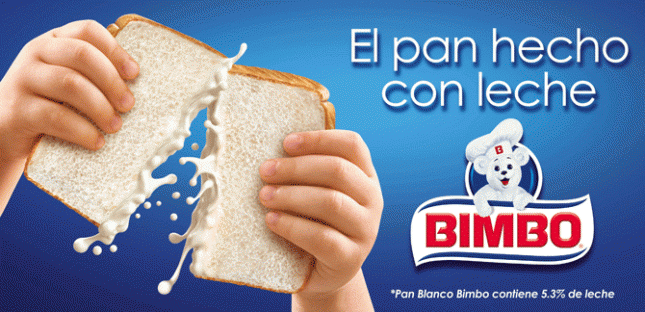 El pan hecho
con leche
B
BIMBO
®
*Pan Blanco Bimbo contiene 5.3% de leche